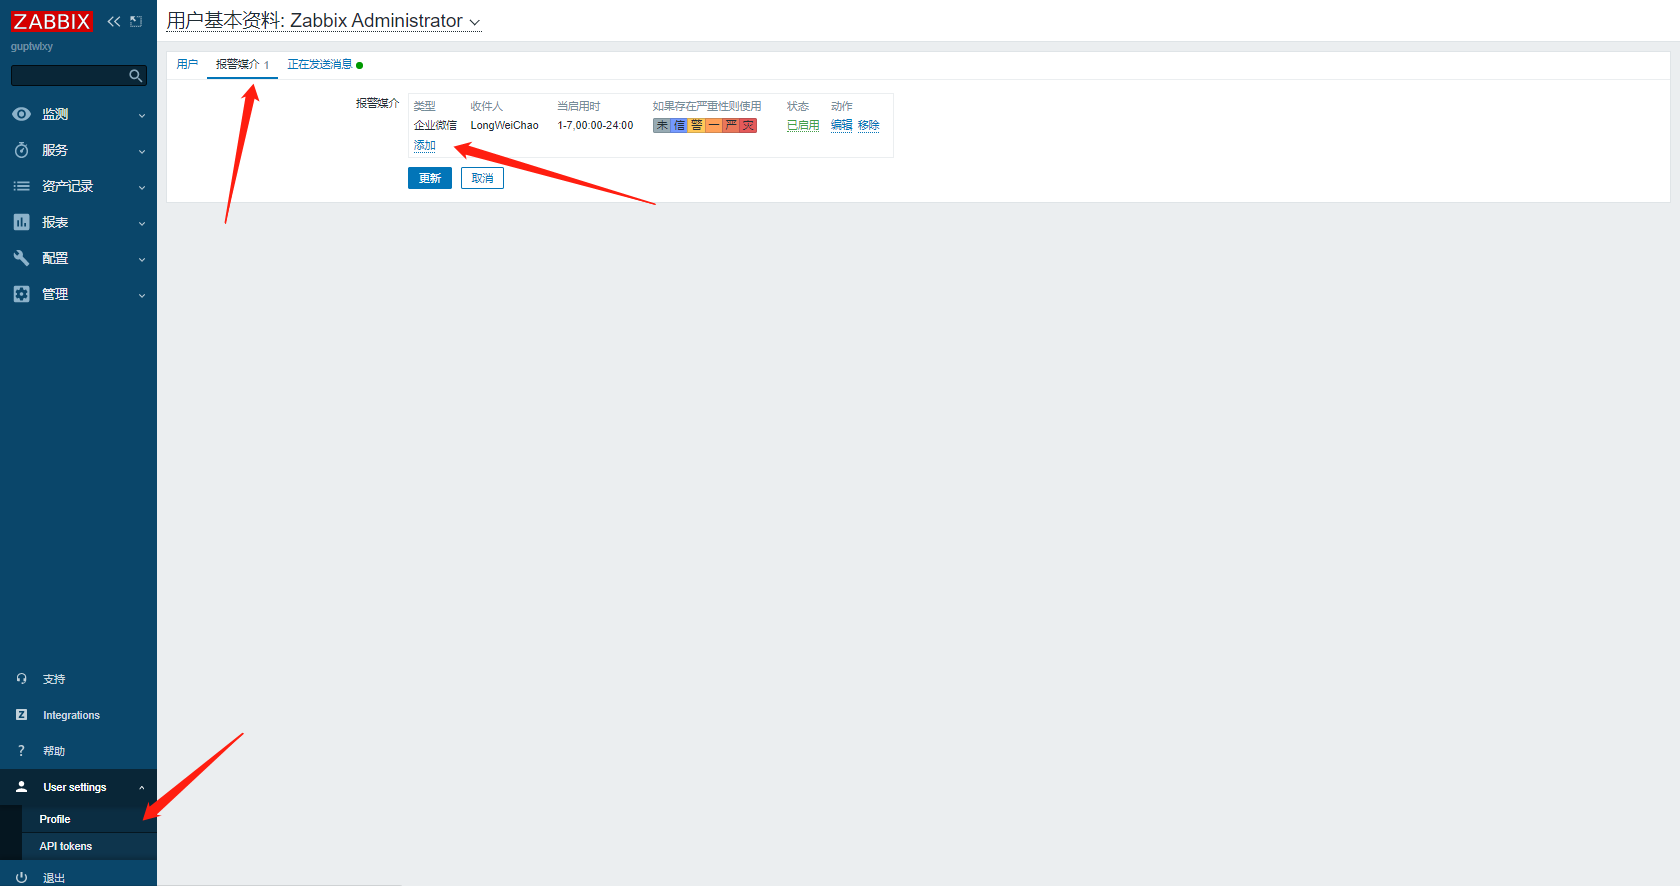 ZABBIX
guptwlxy
监测
服务
资产记录
报表
配置
管理
支持
Integrations
帮助
User settings
Profile
API tokens
退出
用户基本资料: Zabbix Administrator
用户 报警媒介 1 正在发送消息
报警媒介
类型 收件人 当启用时 如果存在严重性则使用 状态 动作
企业微信 LongWeiChao 1-7,00:00-24:00 未 信 警 一 严 灾 已启用 编辑 移除
添加
更新 取消